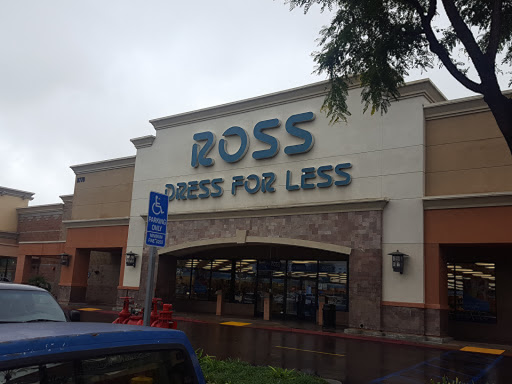 ROSS
DRESS FOR LESS
PARKING
ONLY